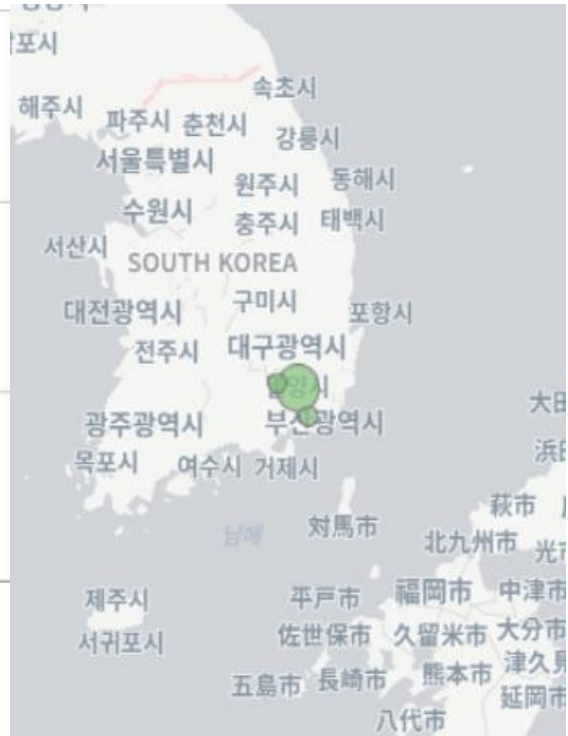 해주시
파주시 춘천시
속초시
강릉시
서울특별시
원주시
동해시
수원시
충주시
태백시
서산시
SOUTH KOREA
대전광역시
구미시
포항시
전주시
대구광역시
광주광역시
부산광역시
목포시
여수시 거제시
남해
対馬市
萩市
北九州市
제주시
平戸市
福岡市
中津市
서귀포시
佐世保市
久留米市
大分市
五島市
長崎市
熊本市
延岡市
八代市